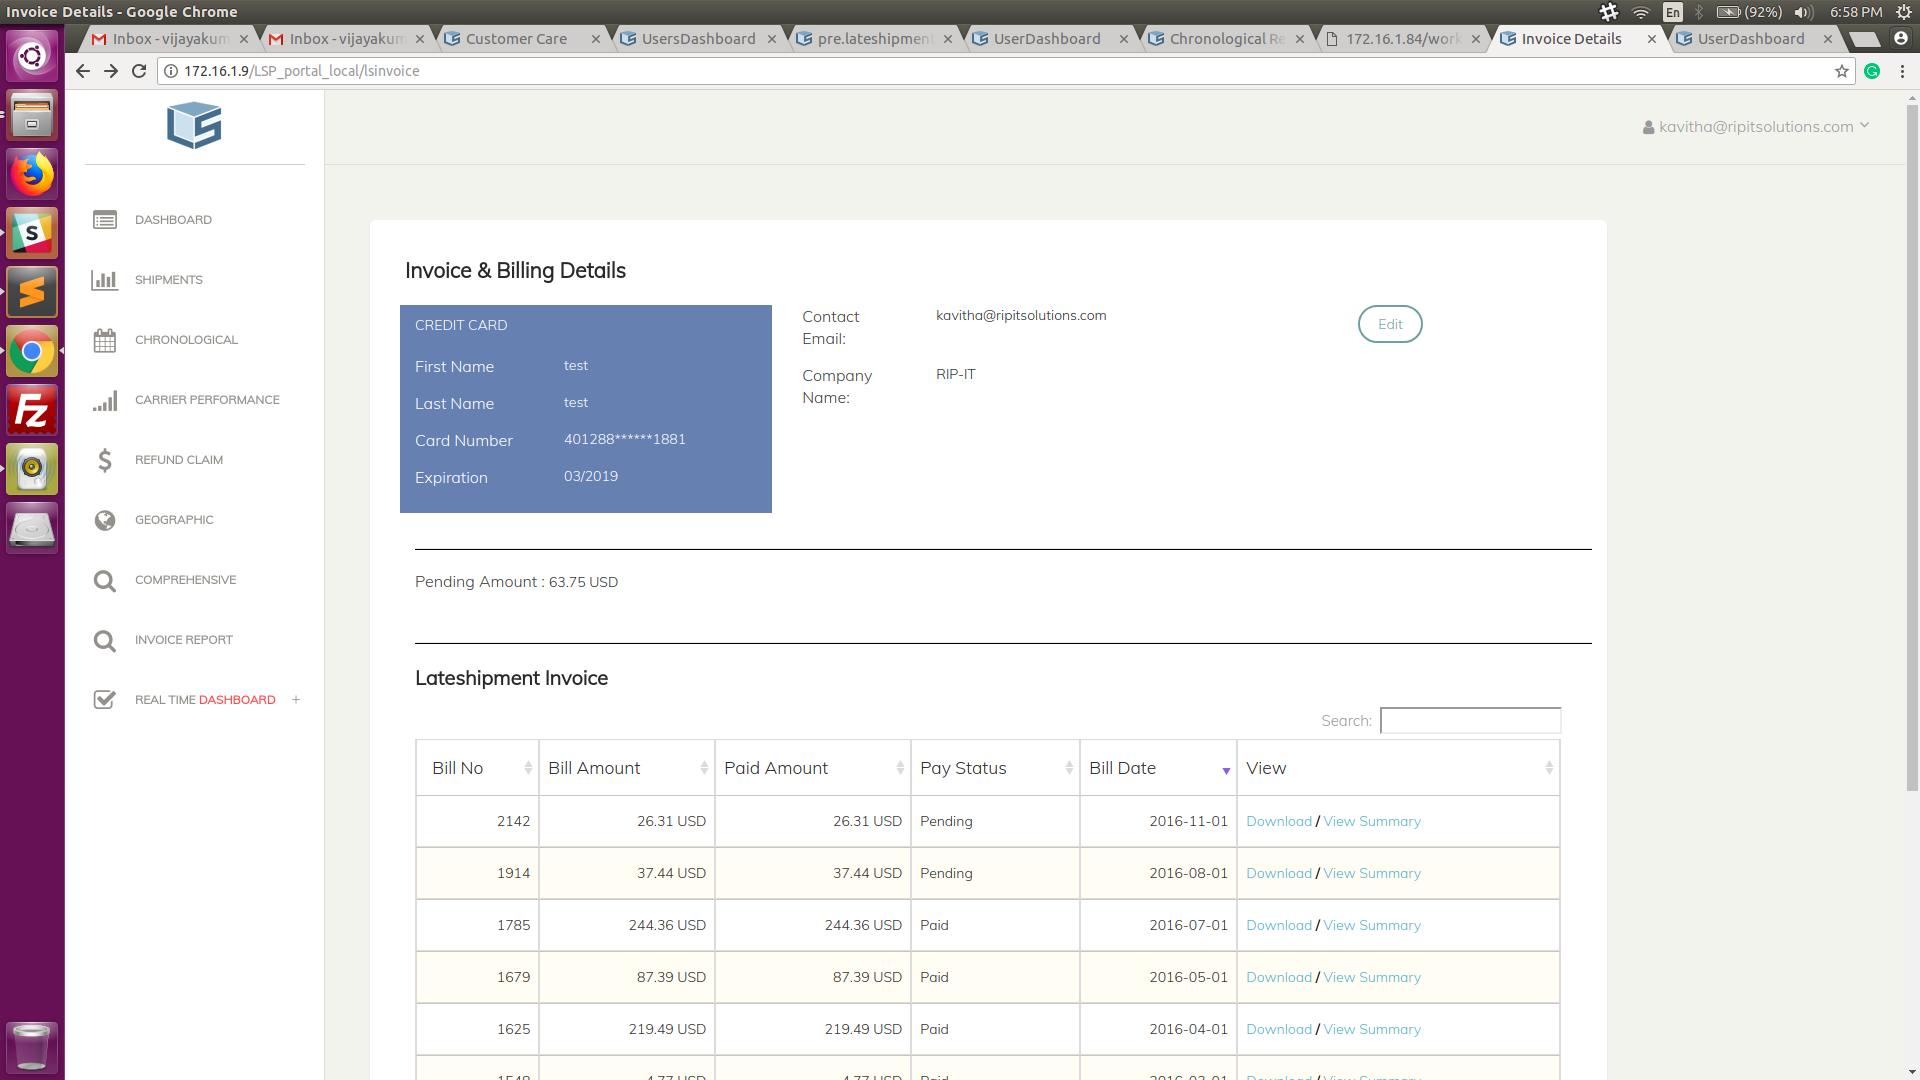 Invoice Details - Google Chrome
En (92%) 6:58 PM
Inbox - vijayakum Inbox - vijayakum Customer Care UsersDashboard pre.lateshipment UserDashboard Chronological Re 172.16.1.84/work Invoice Details UserDashboard
172.16.1.9/LSP_portal_local/lsinvoice
kavitha@ripitsolutions.com
DASHBOARD
SHIPMENTS
CHRONOLOGICAL
CARRIER PERFORMANCE
REFUND CLAIM
GEOGRAPHIC
COMPREHENSIVE
INVOICE REPORT
REAL TIME DASHBOARD +
Invoice & Billing Details
CREDIT CARD
First Name test
Last Name test
Card Number 401288******1881
Expiration 03/2019
Contact Email: kavitha@ripitsolutions.com
Company Name: RIP-IT
Edit
Pending Amount : 63.75 USD
Lateshipment Invoice
Search:
Bill No Bill Amount Paid Amount Pay Status Bill Date View
2142 26.31 USD 26.31 USD Pending 2016-11-01 Download / View Summary
1914 37.44 USD 37.44 USD Pending 2016-08-01 Download / View Summary
1785 244.36 USD 244.36 USD Paid 2016-07-01 Download / View Summary
1679 87.39 USD 87.39 USD Paid 2016-05-01 Download / View Summary
1625 219.49 USD 219.49 USD Paid 2016-04-01 Download / View Summary